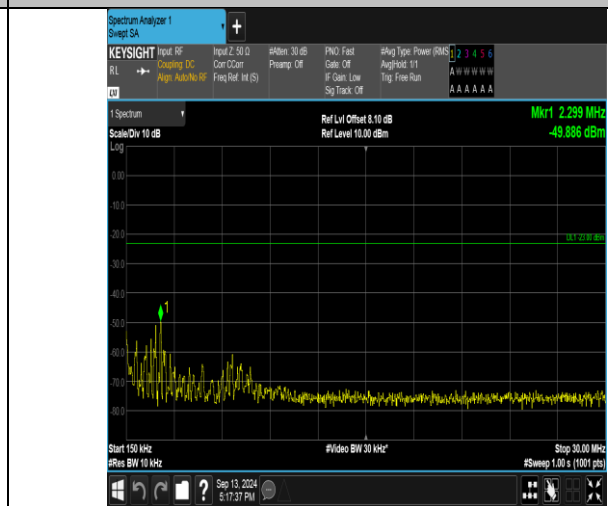 Spectrum Analyzer 1
Swept SA
+
KEYSIGHT Input: RF Input Z: 50 Ω #Atten: 30 dB PNO: Fast #Avg Type: Power (RMS 1 2 3 4 5 6
RL Coupling: DC Corr CCorr Preamp: Off Gate: Off Avg|Hold: 1/1 A W W W W W
Align: Auto/No RF Freq Ref: Int (S) IF Gain: Low Trig: Free Run
Sig Track: Off A A A A A A
LXI
1 Spectrum Ref Lvl Offset 8.10 dB Mkr1 2.299 MHz
Scale/Div 10 dB Ref Level 10.00 dBm -49.886 dBm
Log
0.00
-10.0
-20.0
DL1 -23.00 dBm
-30.0
-40.0
1
-50.0
-60.0
-70.0
-80.0
Start 150 kHz #Video BW 30 kHz* Stop 30.00 MHz
#Res BW 10 kHz #Sweep 1.00 s (1001 pts)
? Sep 13, 2024
5:17:37 PM